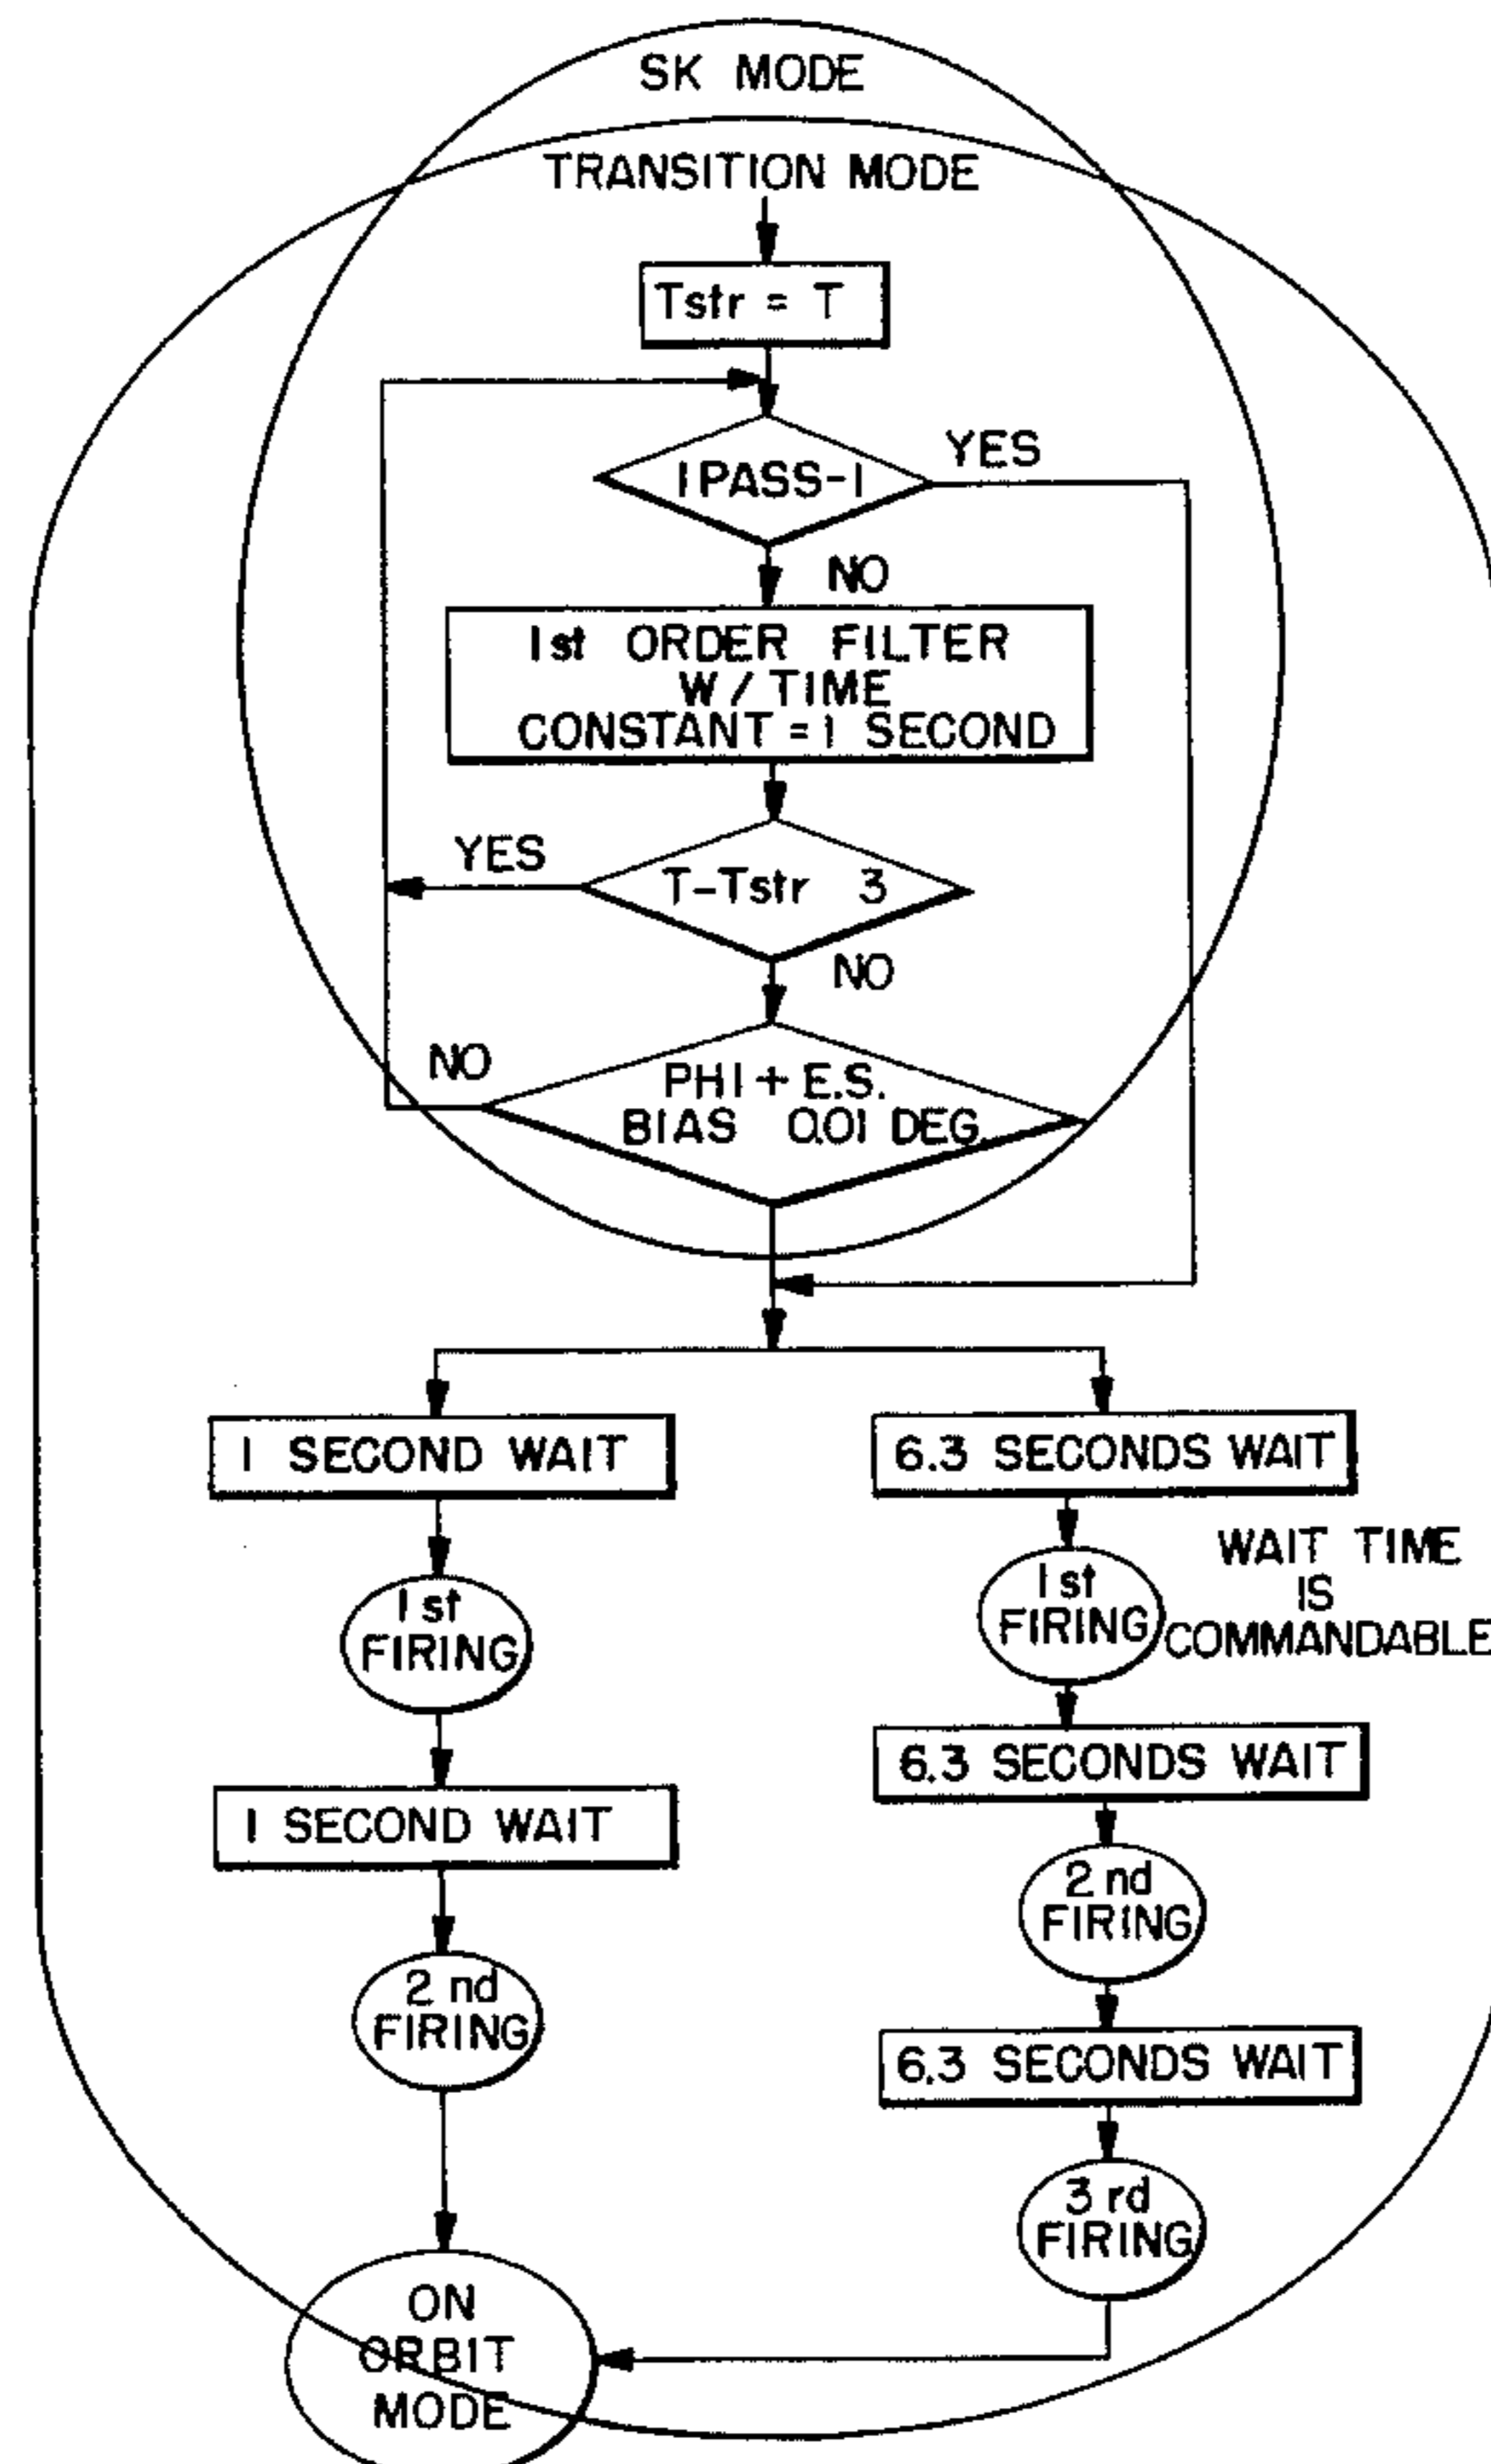 SK MODE
TRANSITION MODE
Tstr = T
IPASS-1
YES
NO
1st ORDER FILTER
W/TIME
CONSTANT = 1 SECOND
YES
T-Tstr 3
NO
NO
PHI + E.S.
BIAS 0.01 DEG.
1 SECOND WAIT
6.3 SECONDS WAIT
1st
FIRING
1st
FIRING
WAIT TIME
IS
COMMANDABLE
1 SECOND WAIT
6.3 SECONDS WAIT
2nd
FIRING
2nd
FIRING
6.3 SECONDS WAIT
3rd
FIRING
ON
ORBIT
MODE